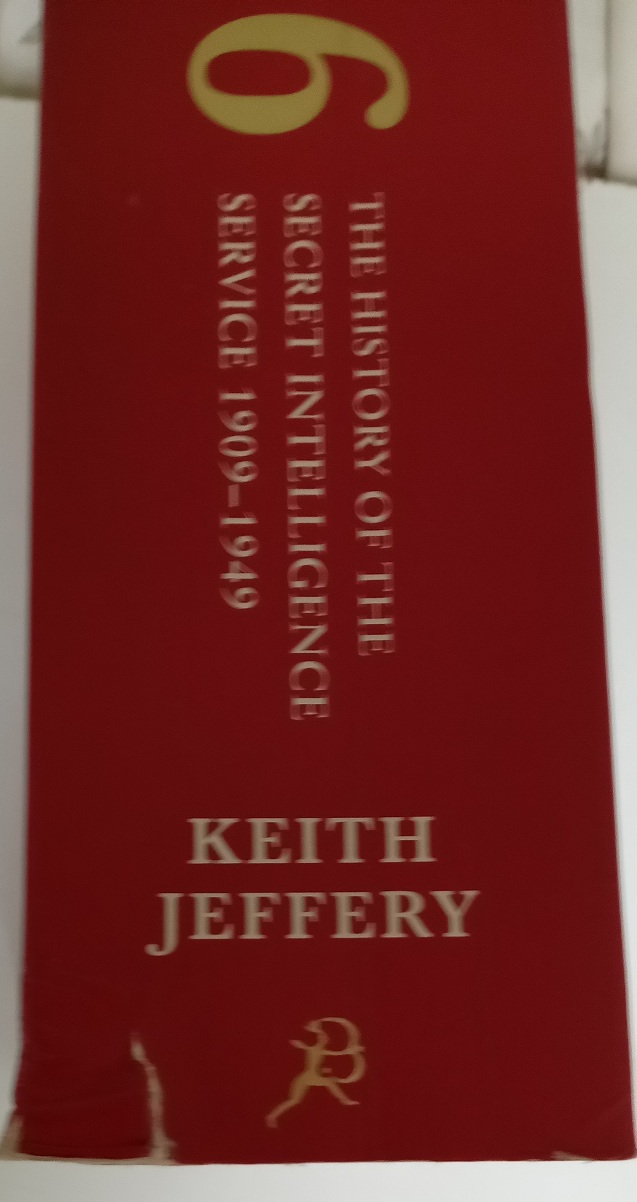 6
THE HISTORY OF THE
SECRET INTELLIGENCE
SERVICE 1909–1949
KEITH
JEFFERY
B